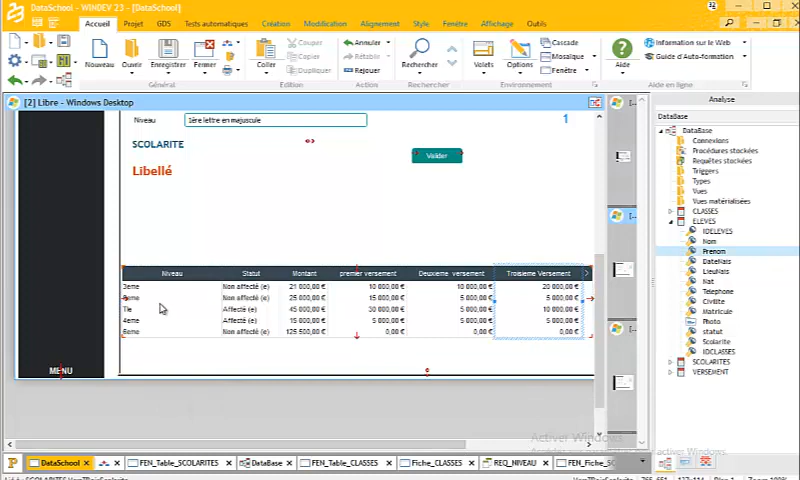 DataSchool - WINDEV 23
Accueil Projet GDS Tests automatiques Création Modification Alignement Style Fenêtre Affichage Outils
Nouveau Ouvrir Enregistrer Fermer Coller Couper Copier Dupliquer Annuler Rétablir Rejouer Rechercher Volets Options Cascade Mosaïque Fenêtre Aide Information sur le Web Guide d'Auto-formation
Général Edition Action Rechercher Environnement Aide en ligne
[2] Libre - Windows Desktop
Niveau 1ère lettre en majuscule 1
SCOLARITE
Valider
Libellé
Niveau Statut Montant premier versement Deuxieme versement Troisieme Versement
3eme Non affecté (e) 21 000,00 € 10 000,00 € 10 000,00 € 20 000,00 €
eme Non affecté (e) 25 000,00 € 15 000,00 € 5 000,00 € 5 000,00 €
Tle Affecté (e) 45 000,00 € 30 000,00 € 5 000,00 € 10 000,00 €
4eme Affecté (e) 15 000,00 € 5 000,00 € 5 000,00 € 5 000,00 €
6eme Non affecté (e) 125 500,00 € 0,00 € 0,00 € 0,00 €
MENU
Analyse
DataBase
DataBase
Connexions
Procédures stockées
Requêtes stockées
Triggers
Types
Vues
Vues matérialisées
CLASSES
ELEVES
IDELEVES
Nom
Prenom
DateNais
LieuNais
Nat
Telephone
Civilite
Matricule
Photo
statut
Scolarite
IDCLASSES
SCOLARITES
VERSEMENT
Activer Windows
DataSchool FEN_Table_SCOLARITES DataBase FEN_Table_CLASSES Fiche_CLASSES REQ_NIVEAU FEN_Fiche_SC